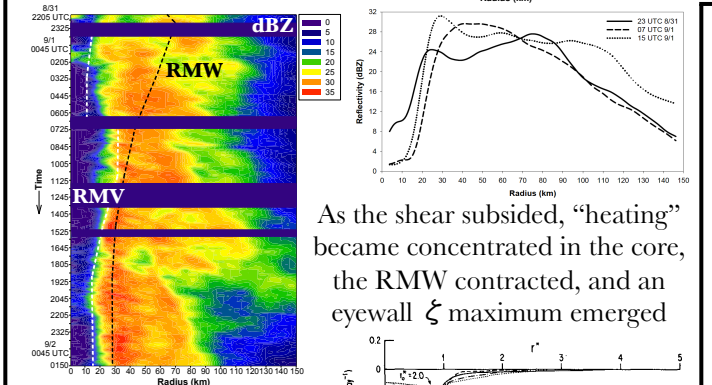 8/31
2205 UTC
9/1
0045 UTC
0205
0325
0445
0605
0725
0845
1005
1125
1245
1405
1525
1645
1805
1925
2045
2205
2325
9/2
0045 UTC
0150
<----Time
dBZ
RMW
RMV
0 10 20 30 40 50 60 70 80 90 100 110 120 130 140 150
Radius (km)
0
5
10
15
20
25
30
35
Radius (km)
32
28
24
20
16
12
8
4
0
Reflectivity (dBZ)
23 UTC 8/31
07 UTC 9/1
15 UTC 9/1
0 10 20 30 40 50 60 70 80 90 100 110 120 130 140 150
Radius (km)
As the shear subsided, “heating”
became concentrated in the core,
the RMW contracted, and an
eyewall ζ maximum emerged
0.2
0
r*
1 2 3 4 5